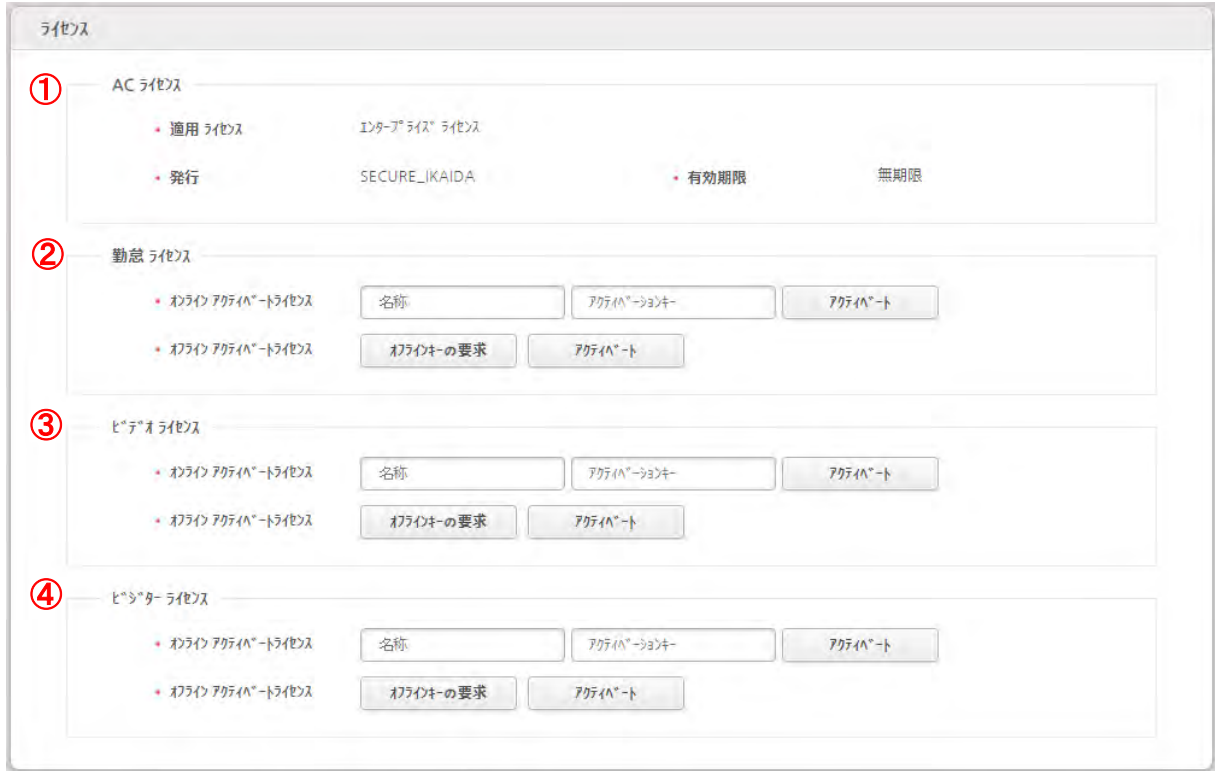 ﾗｲｾﾝｽ
① AC ﾗｲｾﾝｽ
• 適用 ﾗｲｾﾝｽ ｴﾝﾀｰﾌﾟﾗｲｽﾞ ﾗｲｾﾝｽ
• 発行 SECURE_IKAIDA • 有効期限 無期限
② 勤怠 ﾗｲｾﾝｽ
• ｵﾝﾗｲﾝ ｱｸﾃｨﾍﾞｰﾄﾗｲｾﾝｽ 名称 ｱｸﾃｨﾍﾞｰｼｮﾝｷｰ ｱｸﾃｨﾍﾞｰﾄ
• ｵﾌﾗｲﾝ ｱｸﾃｨﾍﾞｰﾄﾗｲｾﾝｽ ｵﾌﾗｲﾝｷｰの要求 ｱｸﾃｨﾍﾞｰﾄ
③ ﾋﾞﾃﾞｵ ﾗｲｾﾝｽ
• ｵﾝﾗｲﾝ ｱｸﾃｨﾍﾞｰﾄﾗｲｾﾝｽ 名称 ｱｸﾃｨﾍﾞｰｼｮﾝｷｰ ｱｸﾃｨﾍﾞｰﾄ
• ｵﾌﾗｲﾝ ｱｸﾃｨﾍﾞｰﾄﾗｲｾﾝｽ ｵﾌﾗｲﾝｷｰの要求 ｱｸﾃｨﾍﾞｰﾄ
④ ﾋﾞｼﾞﾀｰ ﾗｲｾﾝｽ
• ｵﾝﾗｲﾝ ｱｸﾃｨﾍﾞｰﾄﾗｲｾﾝｽ 名称 ｱｸﾃｨﾍﾞｰｼｮﾝｷｰ ｱｸﾃｨﾍﾞｰﾄ
• ｵﾌﾗｲﾝ ｱｸﾃｨﾍﾞｰﾄﾗｲｾﾝｽ ｵﾌﾗｲﾝｷｰの要求 ｱｸﾃｨﾍﾞｰﾄ